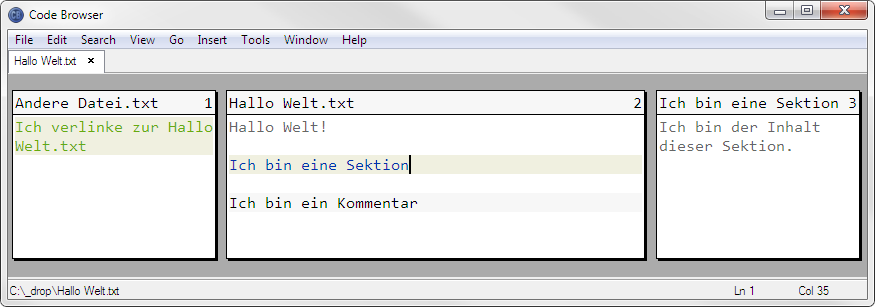 Code Browser
File Edit Search View Go Insert Tools Window Help
Hallo Welt.txt
Andere Datei.txt 1
Ich verlinke zur Hallo
Welt.txt
Hallo Welt.txt 2
Hallo Welt!
Ich bin eine Sektion
Ich bin ein Kommentar
Ich bin eine Sektion 3
Ich bin der Inhalt
dieser Sektion.
C:\_drop\Hallo Welt.txt Ln 1 Col 35